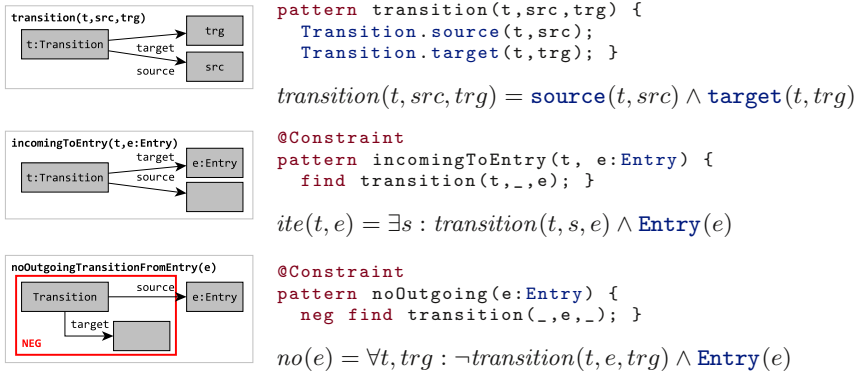 transition(t,src,trg)
t:Transition
trg
target
source
src
pattern transition(t,src,trg) {
Transition.source(t,src);
Transition.target(t,trg); }
transition(t, src, trg) = source(t, src) ∧ target(t, trg)
incomingToEntry(t,e:Entry)
t:Transition
target
source
e:Entry
@Constraint
pattern incomingToEntry(t, e:Entry) {
find transition(t,_,e); }
ite(t, e) = ∃s : transition(t, s, e) ∧ Entry(e)
noOutgoingTransitionFromEntry(e)
Transition
source
e:Entry
target
NEG
@Constraint
pattern noOutgoing(e:Entry) {
neg find transition(_,e,_); }
no(e) = ∀t, trg : ¬transition(t, e, trg) ∧ Entry(e)